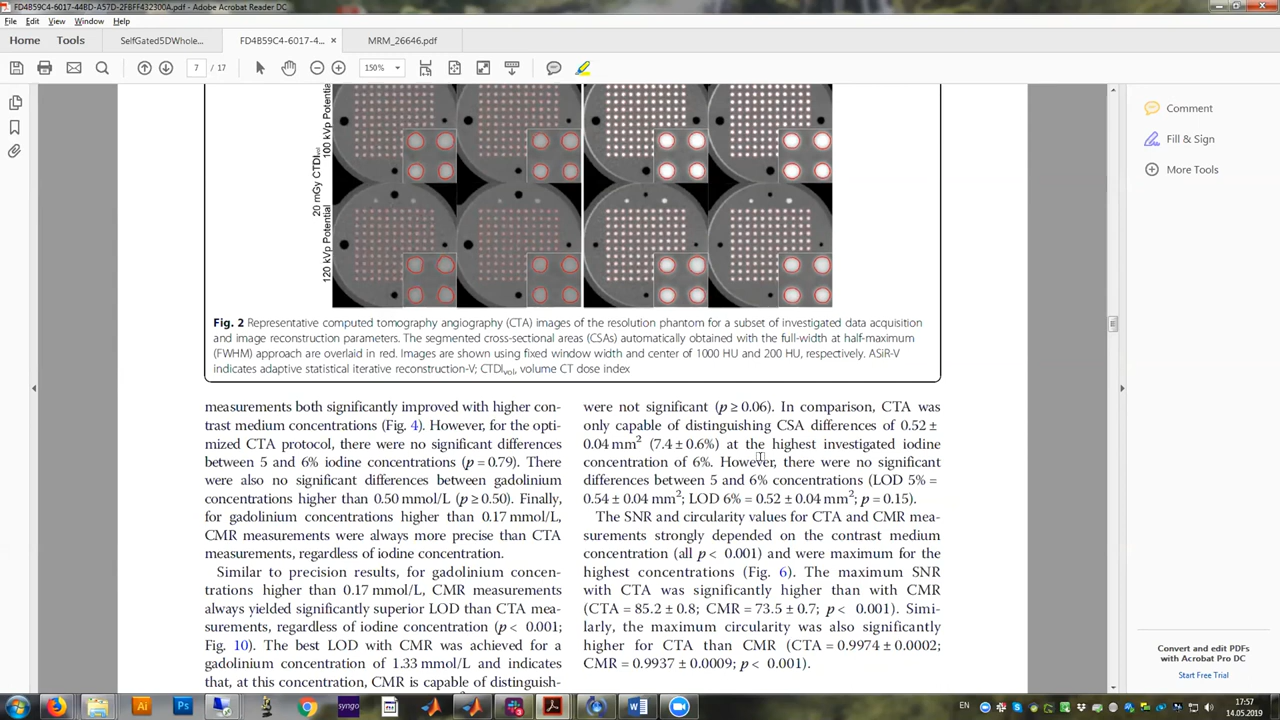 FD4B59C4-6017-44BD-A57D-2FBFF432300A.pdf - Adobe Acrobat Reader DC
File Edit View Window Help
Home Tools SelfGated5DWhole... FD4B59C4-6017-4... × MRM_26646.pdf
7 / 17 150%
Comment
Fill & Sign
More Tools
100 kVp Potential
20 mGy CTDIvol
120 kVp Potential
Fig. 2 Representative computed tomography angiography (CTA) images of the resolution phantom for a subset of investigated data acquisition
and image reconstruction parameters. The segmented cross-sectional areas (CSAs) automatically obtained with the full-width at half-maximum
(FWHM) approach are overlaid in red. Images are shown using fixed window width and center of 1000 HU and 200 HU, respectively. ASiR-V
indicates adaptive statistical iterative reconstruction-V; CTDIvol, volume CT dose index
measurements both significantly improved with higher con-
trast medium concentrations (Fig. 4). However, for the opti-
mized CTA protocol, there were no significant differences
between 5 and 6% iodine concentrations (p = 0.79). There
were also no significant differences between gadolinium
concentrations higher than 0.50 mmol/L (p ≥ 0.50). Finally,
for gadolinium concentrations higher than 0.17 mmol/L,
CMR measurements were always more precise than CTA
measurements, regardless of iodine concentration.
Similar to precision results, for gadolinium concen-
trations higher than 0.17 mmol/L, CMR measurements
always yielded significantly superior LOD than CTA mea-
surements, regardless of iodine concentration (p < 0.001;
Fig. 10). The best LOD with CMR was achieved for a
gadolinium concentration of 1.33 mmol/L and indicates
that, at this concentration, CMR is capable of distinguish-
were not significant (p ≥ 0.06). In comparison, CTA was
only capable of distinguishing CSA differences of 0.52 ±
0.04 mm² (7.4 ± 0.6%) at the highest investigated iodine
concentration of 6%. However, there were no significant
differences between 5 and 6% concentrations (LOD 5% =
0.54 ± 0.04 mm²; LOD 6% = 0.52 ± 0.04 mm²; p = 0.15).
The SNR and circularity values for CTA and CMR mea-
surements strongly depended on the contrast medium
concentration (all p < 0.001) and were maximum for the
highest concentrations (Fig. 6). The maximum SNR
with CTA was significantly higher than with CMR
(CTA = 85.2 ± 0.8; CMR = 73.5 ± 0.7; p < 0.001). Simi-
larly, the maximum circularity was also significantly
higher for CTA than CMR (CTA = 0.9974 ± 0.0002;
CMR = 0.9937 ± 0.0009; p < 0.001).
Convert and edit PDFs
with Acrobat Pro DC
Start Free Trial
Ai Ps syngo W EN 17:57
14.05.2019